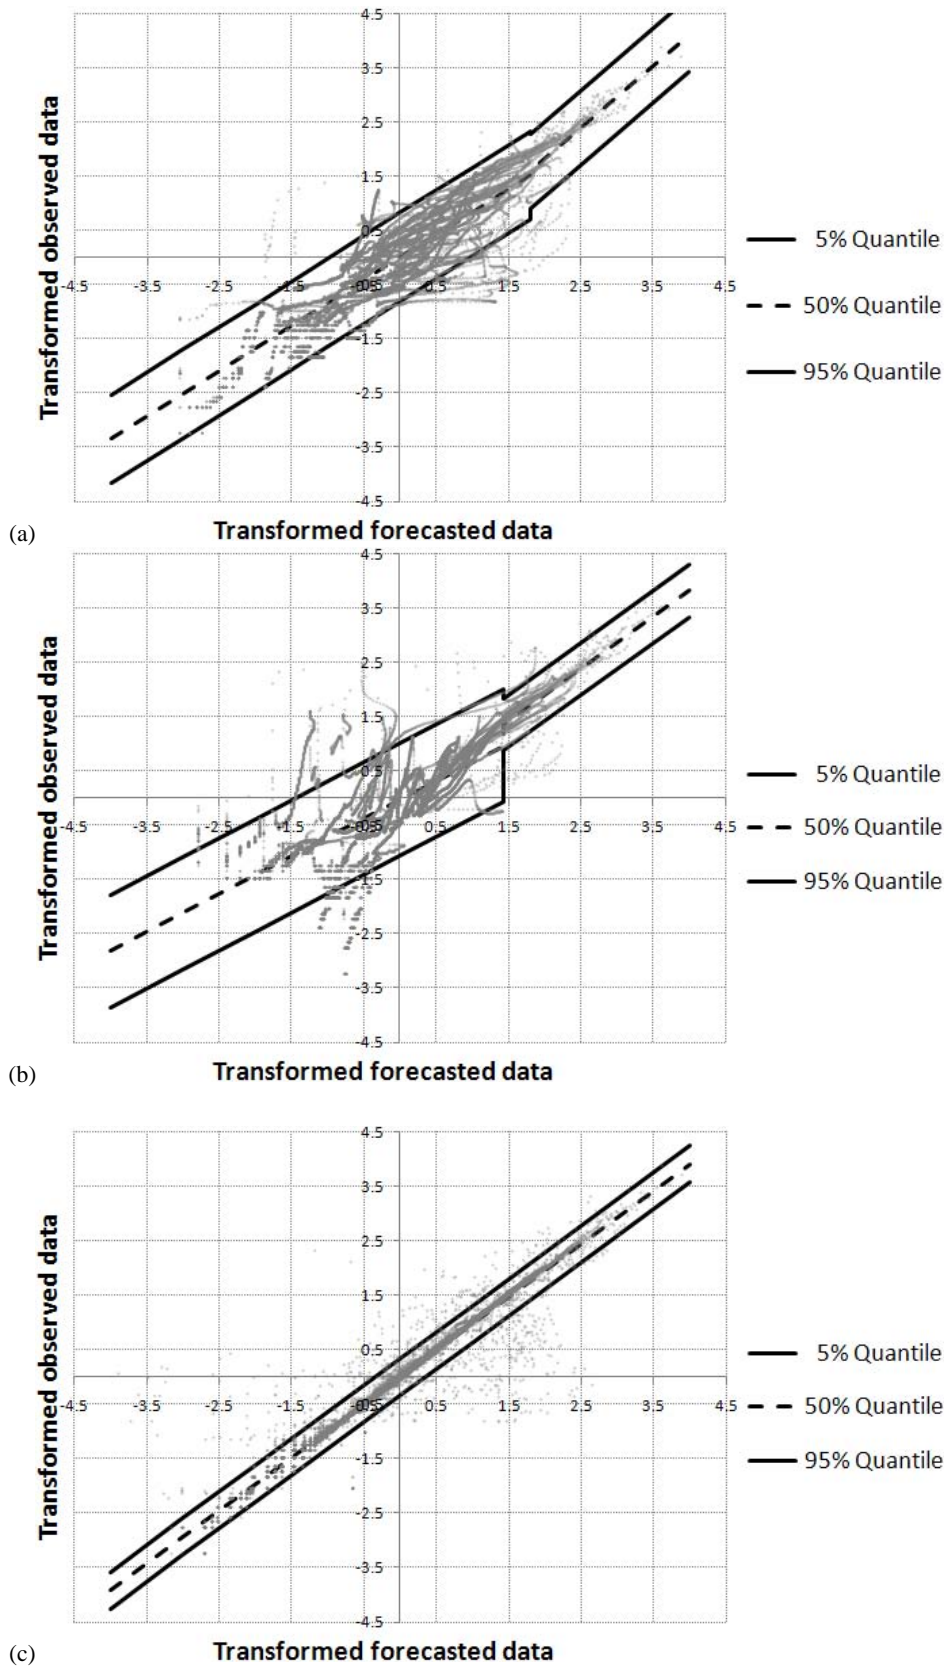 4.5
3.5
2.5
1.5
0.5
-4.5 -3.5 -2.5 -1.5 -0.5 0.5 1.5 2.5 3.5 4.5
-1.5
-2.5
-3.5
-4.5
Transformed observed data
Transformed forecasted data
5% Quantile
50% Quantile
95% Quantile
(a)
4.5
3.5
2.5
1.5
0.5
-4.5 -3.5 -2.5 -1.5 -0.5 0.5 1.5 2.5 3.5 4.5
-1.5
-2.5
-3.5
-4.5
Transformed observed data
Transformed forecasted data
5% Quantile
50% Quantile
95% Quantile
(b)
4.5
3.5
2.5
1.5
0.5
-4.5 -3.5 -2.5 -1.5 -0.5 0.5 1.5 2.5 3.5 4.5
-1.5
-2.5
-3.5
-4.5
Transformed observed data
Transformed forecasted data
5% Quantile
50% Quantile
95% Quantile
(c)